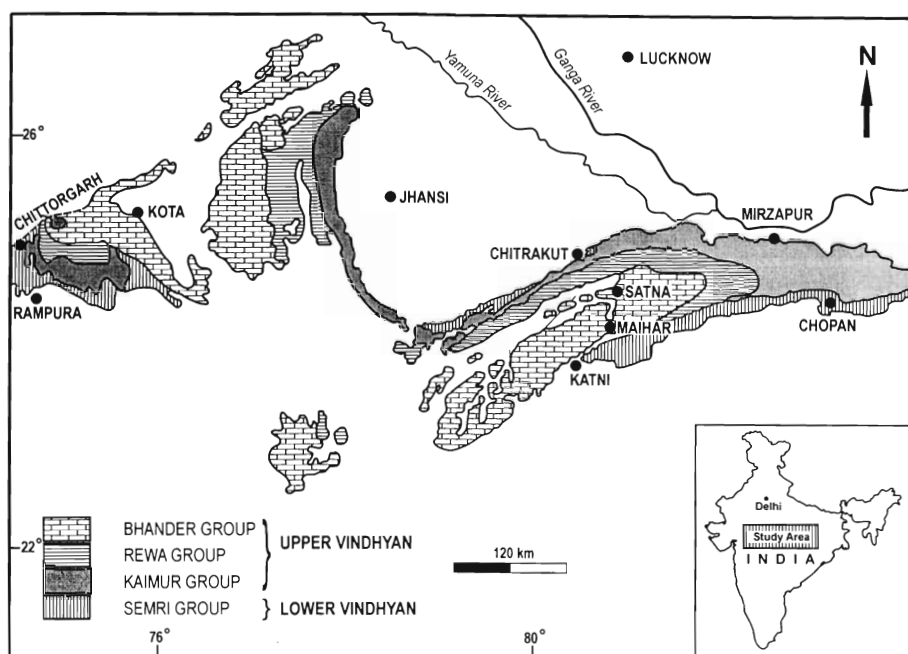 LUCKNOW
N
Yamuna River
Ganga River
26°
CHITTORGARH
KOTA
JHANSI
MIRZAPUR
CHITRAKUT
RAMPURA
SATNA
MAIHAR
CHOPAN
KATNI
22°
BHANDER GROUP
REWA GROUP
KAIMUR GROUP
UPPER VINDHYAN
SEMRI GROUP
LOWER VINDHYAN
120 km
Delhi
Study Area
INDIA
76°
80°